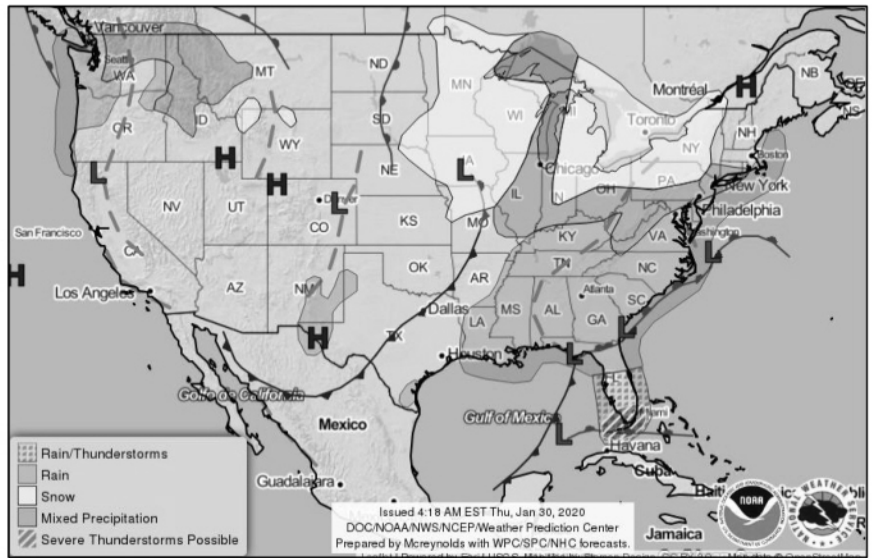 Vancouver
Seattle
WA
MT
ND
MN
Montréal
H
NB
OR
ID
SD
WI
MI
Toronto
NS
NH
Boston
NY
WY
H
L
NE
L
IA
Chicago
New York
PA
OH
IL
H
NV
UT
Denver
L
CO
KS
MO
Philadelphia
Washington
San Francisco
CA
KY
VA
L
H
OK
TN
NC
AR
Los Angeles
AZ
NM
Atlanta
SC
Dallas
LA
MS
AL
GA
H
TX
L
Houston
L
Golfo de California
Mexico
Gulf of Mexico
L
Havana
Cuba
Rain/Thunderstorms
Rain
Snow
Mixed Precipitation
Severe Thunderstorms Possible
Guadalajara
Jamaica
NOAA
Issued 4:18 AM EST Thu, Jan 30, 2020
DOC/NOAA/NWS/NCEP/Weather Prediction Center
Prepared by Mcreynolds with WPC/SPC/NHC forecasts.